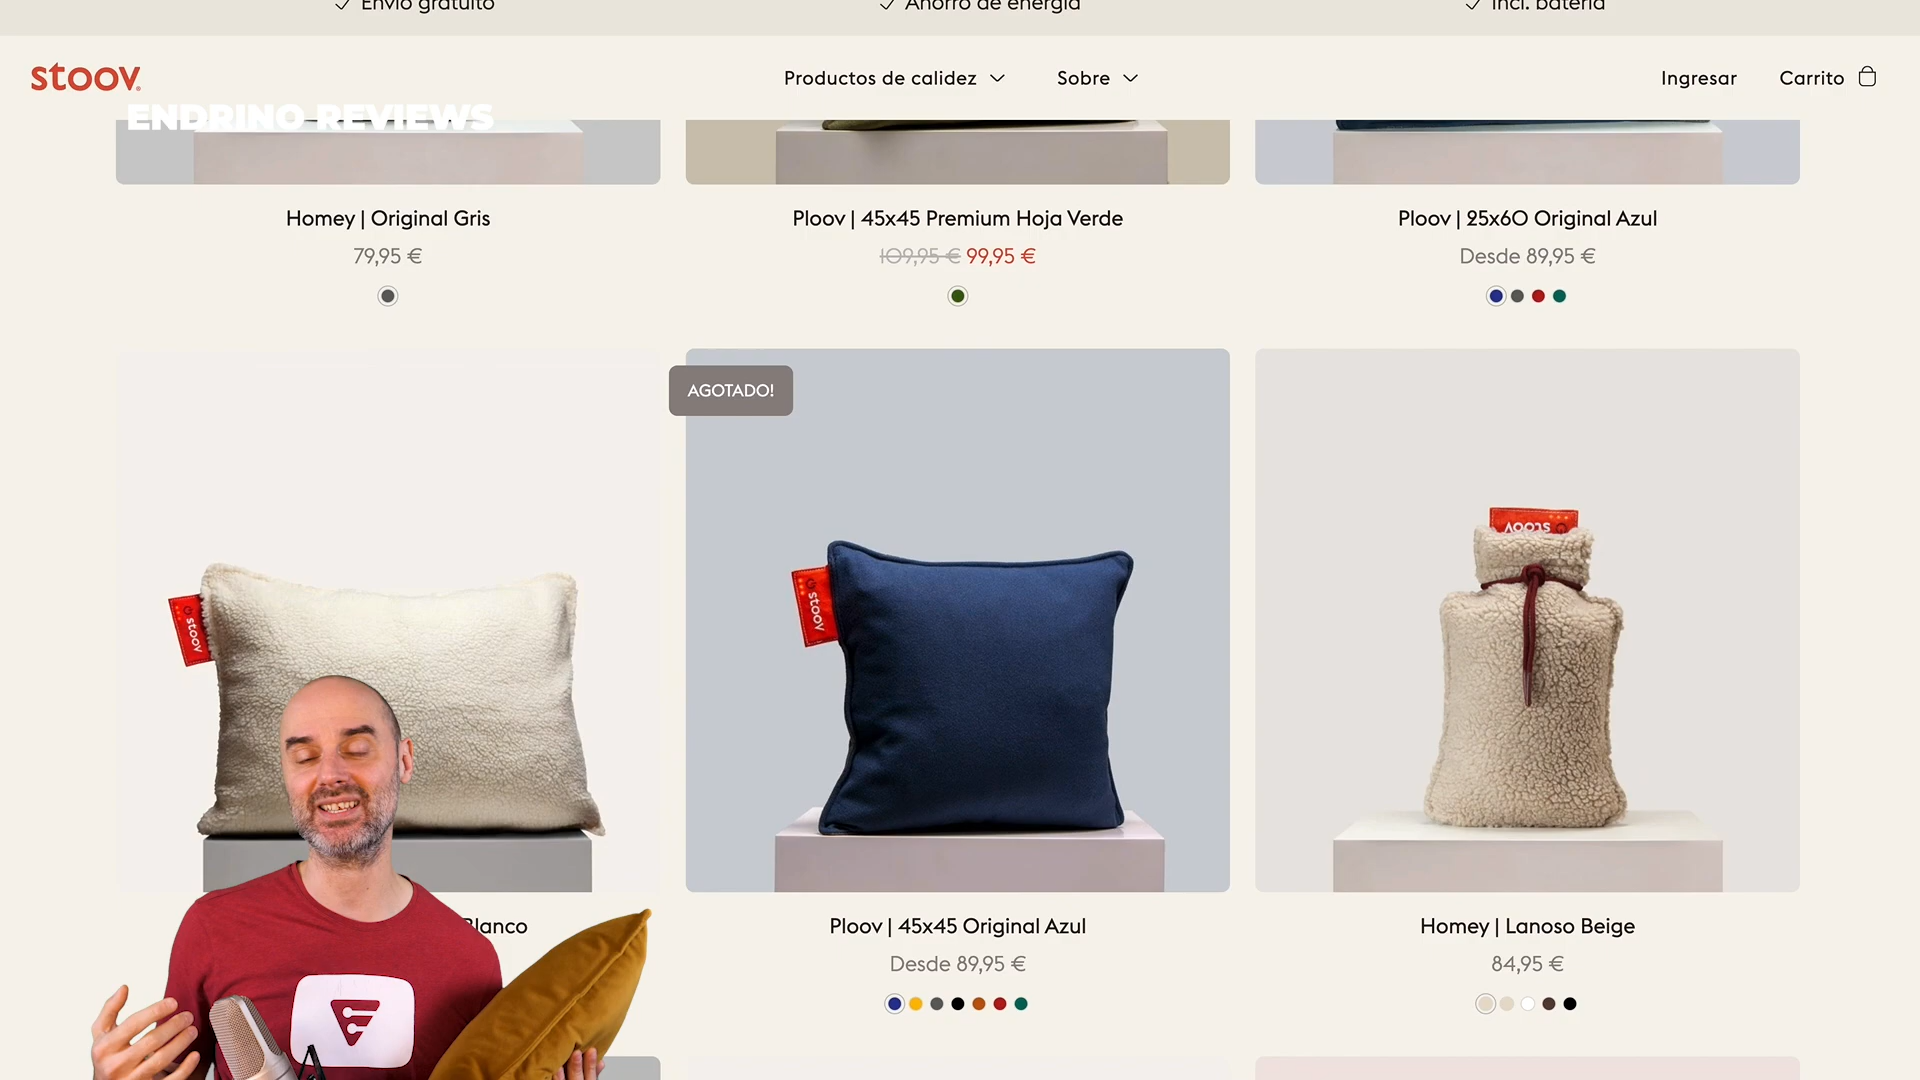 Envío gratuito
Ahorro de energía
Incl. batería
stoov
Productos de calidez
Sobre
Ingresar
Carrito
ENDRINO REVIEWS
Homey | Original Gris
79,95 €
Ploov | 45x45 Premium Hoja Verde
109,95 € 99,95 €
Ploov | 25x60 Original Azul
Desde 89,95 €
AGOTADO!
stoov
stoov
stoov
Blanco
Ploov | 45x45 Original Azul
Desde 89,95 €
Homey | Lanoso Beige
84,95 €